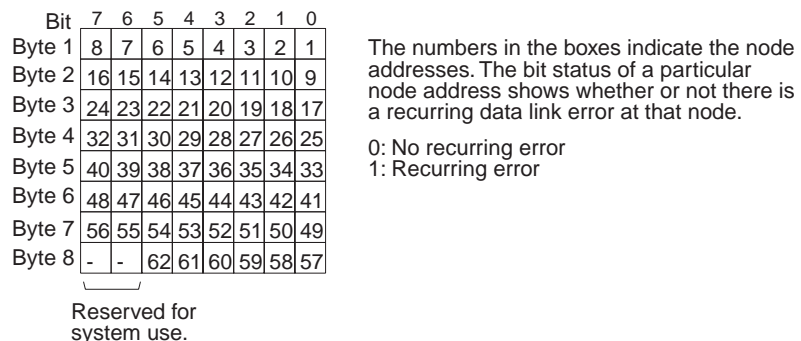 Bit 7 6 5 4 3 2 1 0
Byte 1 8 7 6 5 4 3 2 1
Byte 2 16 15 14 13 12 11 10 9
Byte 3 24 23 22 21 20 19 18 17
Byte 4 32 31 30 29 28 27 26 25
Byte 5 40 39 38 37 36 35 34 33
Byte 6 48 47 46 45 44 43 42 41
Byte 7 56 55 54 53 52 51 50 49
Byte 8 - - 62 61 60 59 58 57
Reserved for
system use.
The numbers in the boxes indicate the node
addresses. The bit status of a particular
node address shows whether or not there is
a recurring data link error at that node.
0: No recurring error
1: Recurring error